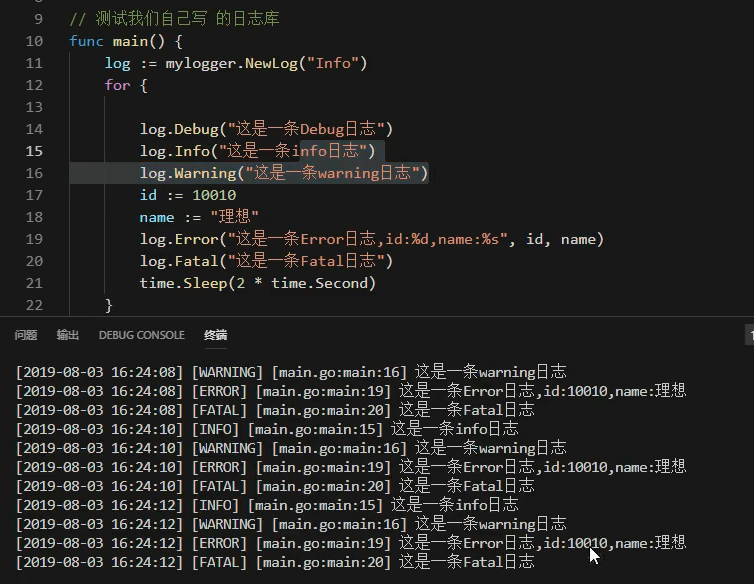 9 // 测试我们自己写 的日志库
10 func main() {
11 log := mylogger.NewLog("Info")
12 for {
13
14 log.Debug("这是一条Debug日志")
15 log.Info("这是一条info日志")
16 log.Warning("这是一条warning日志")
17 id := 10010
18 name := "理想"
19 log.Error("这是一条Error日志,id:%d,name:%s", id, name)
20 log.Fatal("这是一条Fatal日志")
21 time.Sleep(2 * time.Second)
22 }
问题 输出 DEBUG CONSOLE 终端 1
[2019-08-03 16:24:08] [WARNING] [main.go:main:16] 这是一条warning日志
[2019-08-03 16:24:08] [ERROR] [main.go:main:19] 这是一条Error日志,id:10010,name:理想
[2019-08-03 16:24:08] [FATAL] [main.go:main:20] 这是一条Fatal日志
[2019-08-03 16:24:10] [INFO] [main.go:main:15] 这是一条info日志
[2019-08-03 16:24:10] [WARNING] [main.go:main:16] 这是一条warning日志
[2019-08-03 16:24:10] [ERROR] [main.go:main:19] 这是一条Error日志,id:10010,name:理想
[2019-08-03 16:24:10] [FATAL] [main.go:main:20] 这是一条Fatal日志
[2019-08-03 16:24:12] [INFO] [main.go:main:15] 这是一条info日志
[2019-08-03 16:24:12] [WARNING] [main.go:main:16] 这是一条warning日志
[2019-08-03 16:24:12] [ERROR] [main.go:main:19] 这是一条Error日志,id:10010,name:理想
[2019-08-03 16:24:12] [FATAL] [main.go:main:20] 这是一条Fatal日志